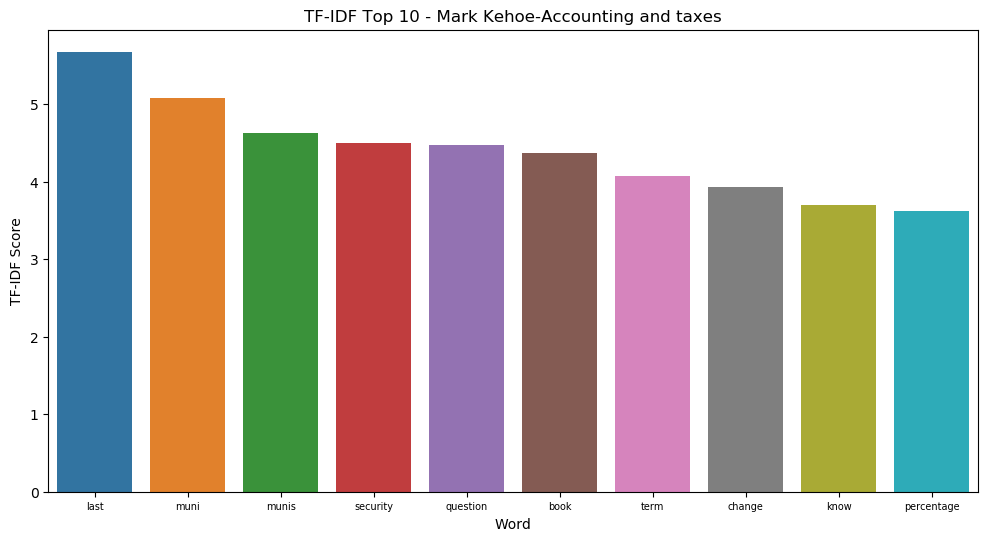 TF-IDF Top 10 - Mark Kehoe-Accounting and taxes
TF-IDF Score
5
4
3
2
1
0
last muni munis security question book term change know percentage
Word